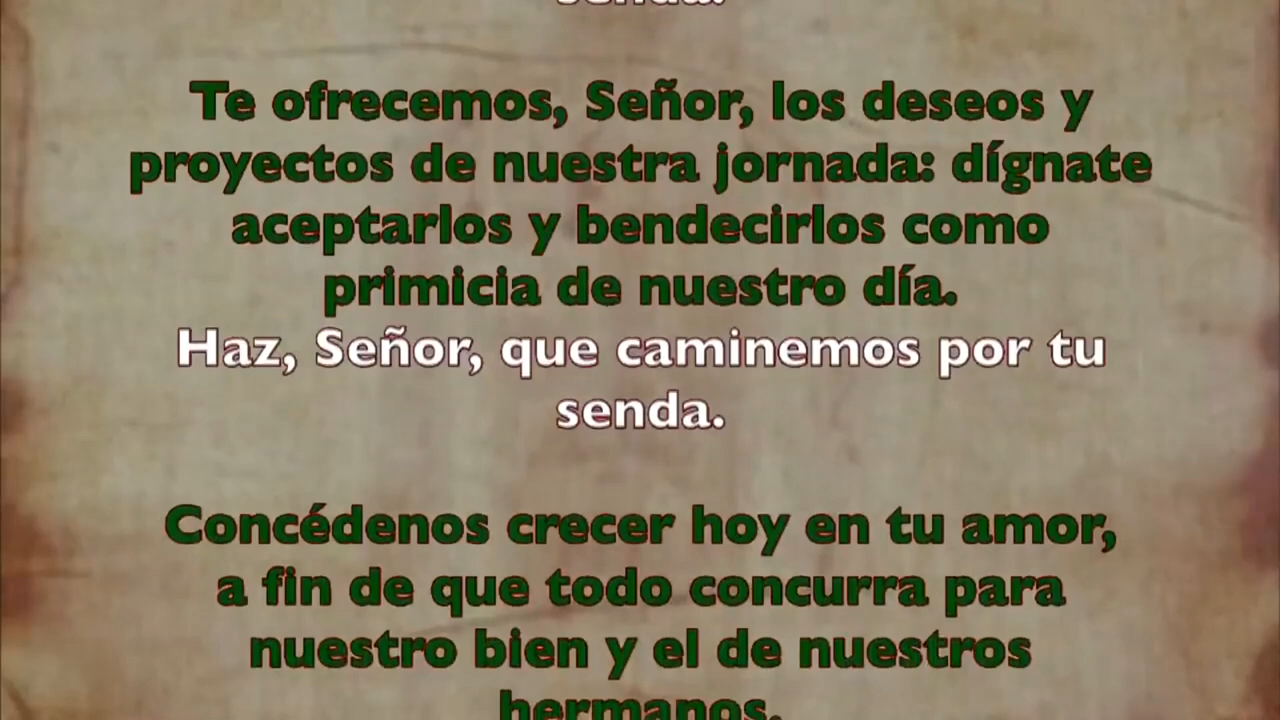 senda.
Te ofrecemos, Señor, los deseos y
proyectos de nuestra jornada: dígnate
aceptarlos y bendecirlos como
primicia de nuestro día.
Haz, Señor, que caminemos por tu
senda.
Concédenos crecer hoy en tu amor,
a fin de que todo concurra para
nuestro bien y el de nuestros
hermanos.